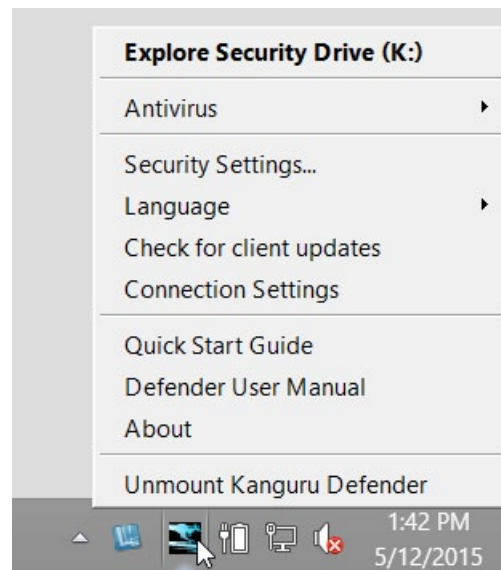 Explore Security Drive (K:)
Antivirus
Security Settings...
Language
Check for client updates
Connection Settings
Quick Start Guide
Defender User Manual
About
Unmount Kanguru Defender
1:42 PM
5/12/2015